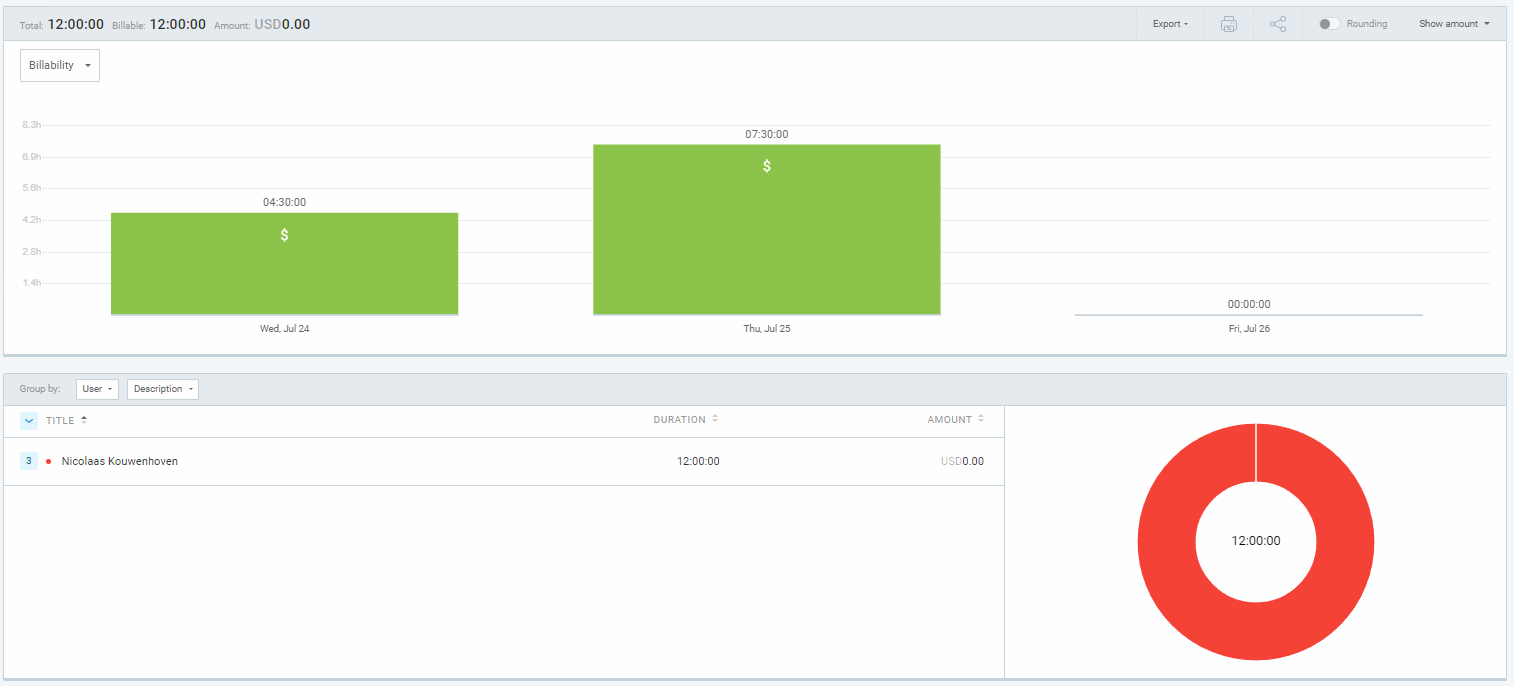 Total: 12:00:00 Billable: 12:00:00 Amount: USD0.00 Export Rounding Show amount
Billability
8.3h
07:30:00
6.9h
$
5.6h
04:30:00
4.2h
$
2.8h
1.4h
00:00:00
Wed, Jul 24 Thu, Jul 25 Fri, Jul 26
Group by: User Description
TITLE DURATION AMOUNT
3 Nicolaas Kouwenhoven 12:00:00 USD0.00
12:00:00